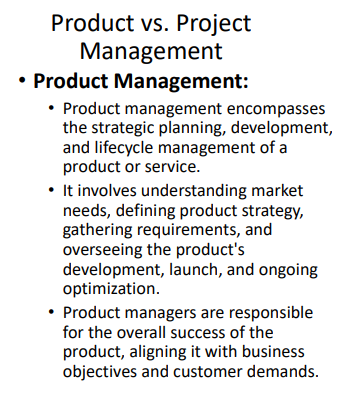 Product vs. Project
Management
• Product Management:
• Product management encompasses
the strategic planning, development,
and lifecycle management of a
product or service.
• It involves understanding market
needs, defining product strategy,
gathering requirements, and
overseeing the product's
development, launch, and ongoing
optimization.
• Product managers are responsible
for the overall success of the
product, aligning it with business
objectives and customer demands.